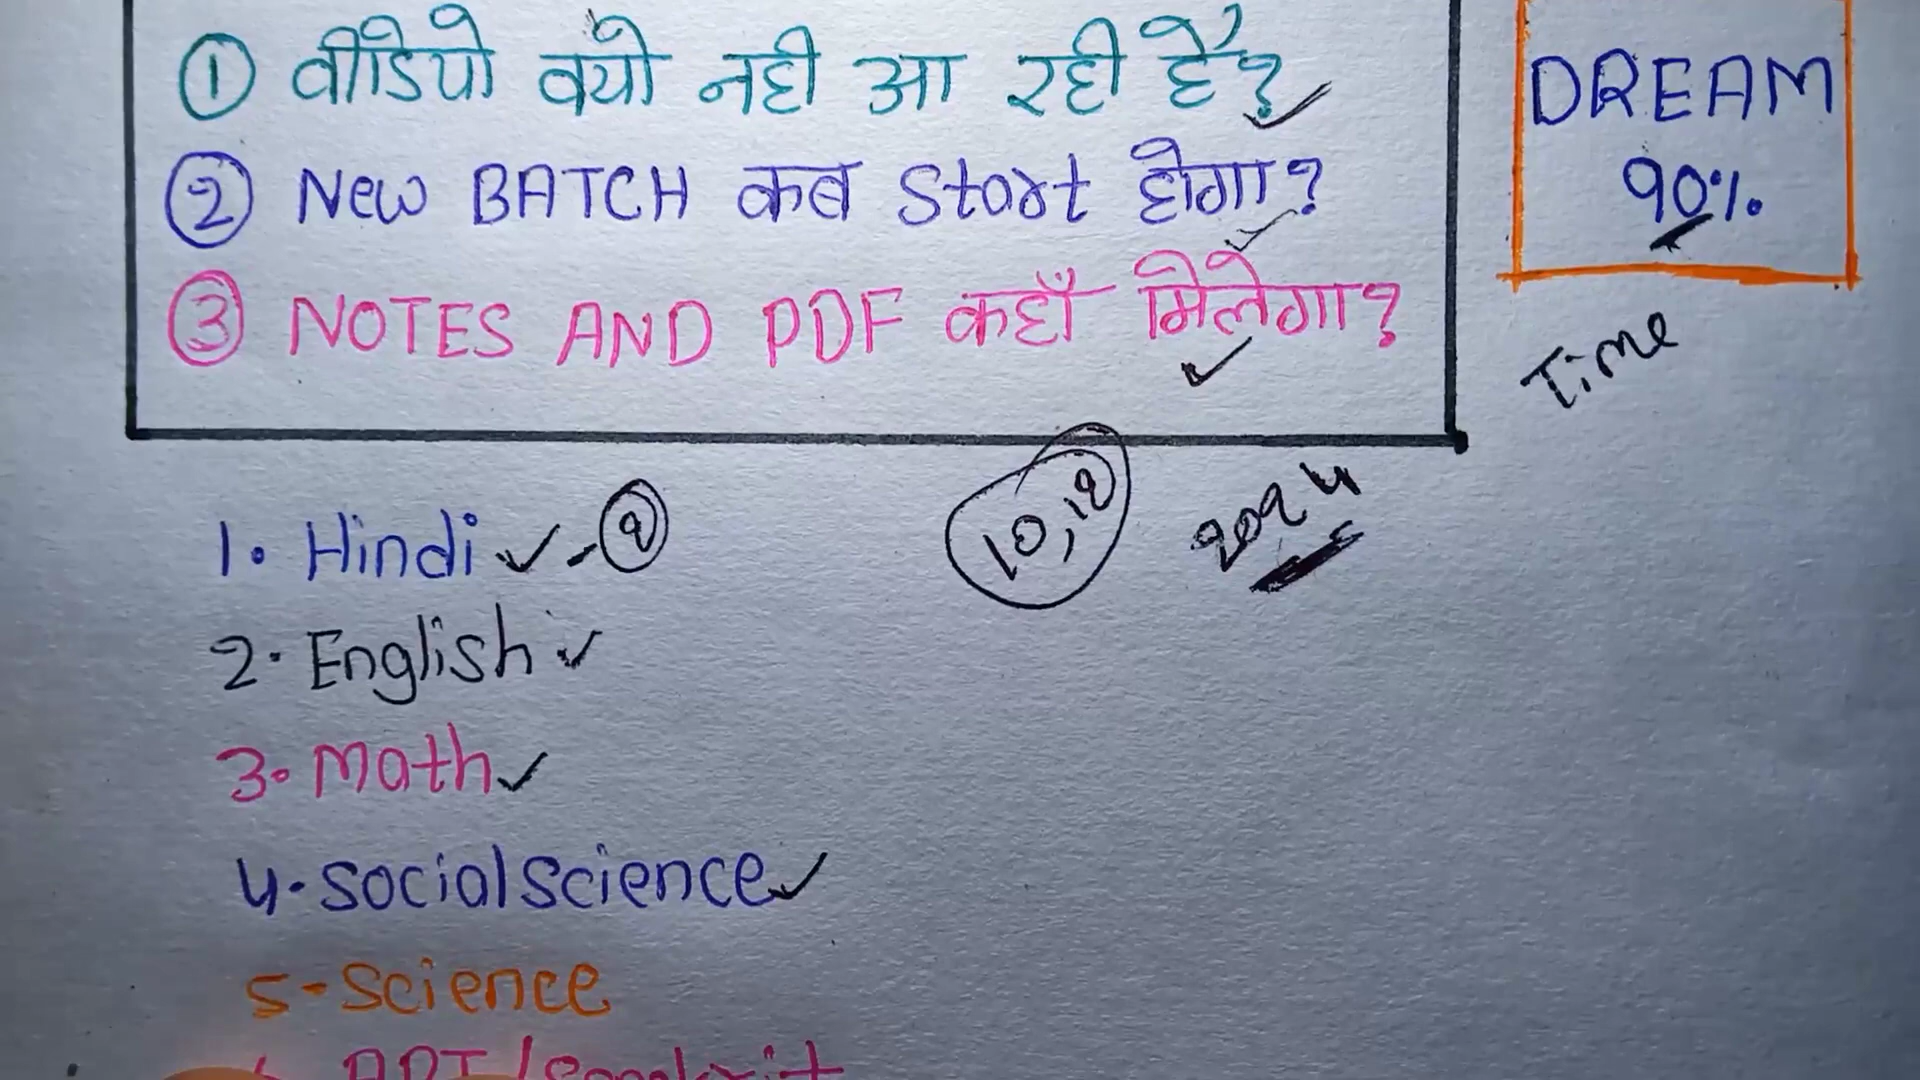 ① वीडियो क्यो नही आ रही है?
② New BATCH कब Start होगा?
③ NOTES AND PDF कहाँ मिलेगा?
DREAM
90%
Time
10, 12
2024
1. Hindi
2. English
3. Math
4. Social Science
5 - Science
ART /